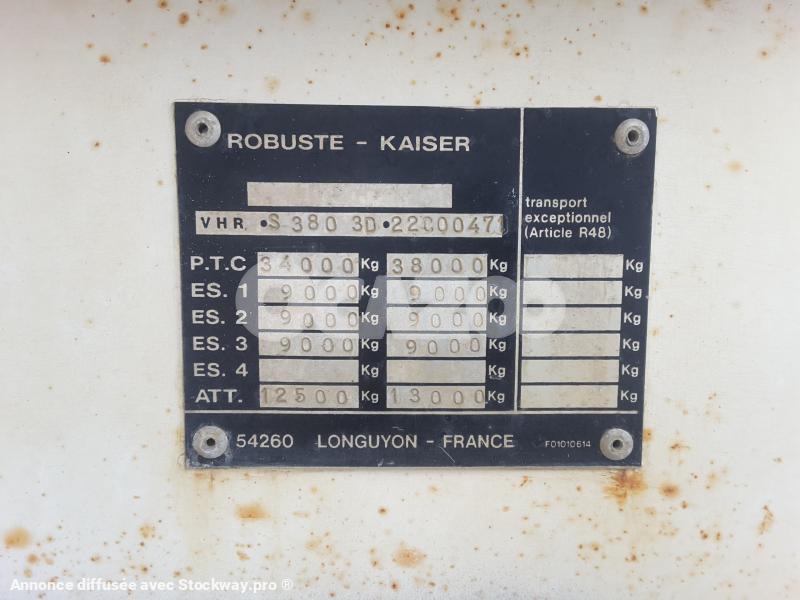 ROBUSTE - KAISER
VHR. •S 380 3D•22C00471
transport
exceptionnel
(Article R48)
P.T.C 34000 Kg 38000 Kg Kg
ES. 1 9000 Kg 9000 Kg Kg
ES. 2 9000 Kg 9000 Kg Kg
ES. 3 9000 Kg 9000 Kg Kg
ES. 4 Kg Kg Kg
ATT. 12500 Kg 13000 Kg Kg
54260 LONGUYON - FRANCE F01010614
Annonce diffusée avec Stockway.pro ®